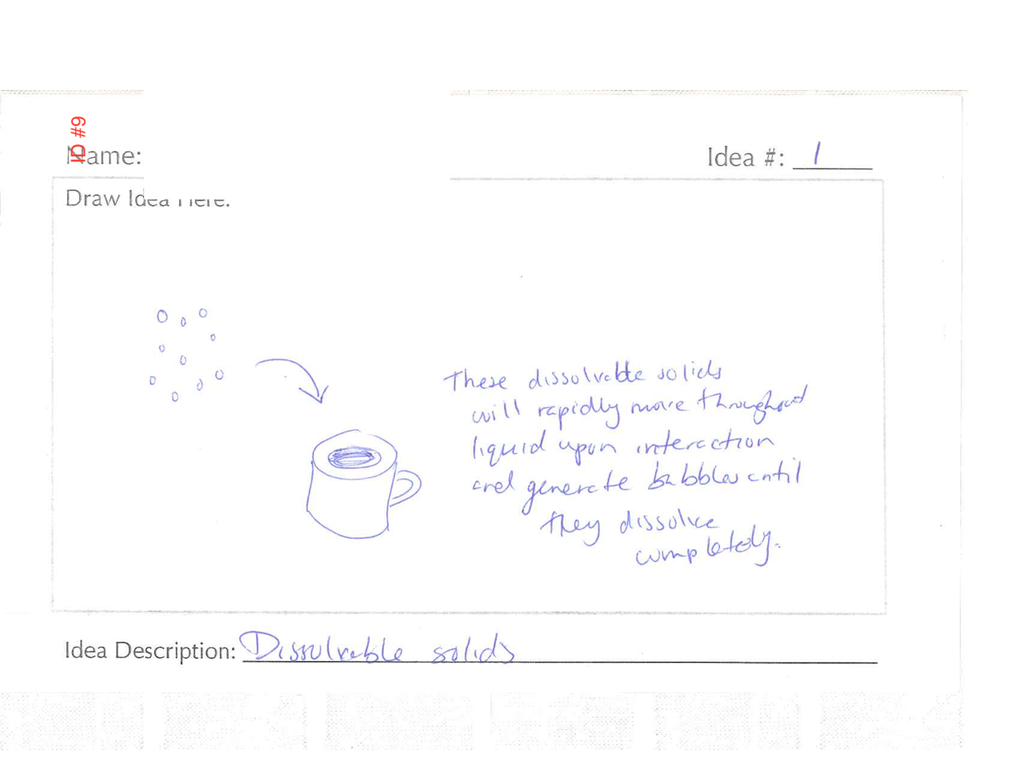 ID #9
Name:
Idea #: 1
Draw Idea Here.
These dissolvable solids
will rapidly move throughout
liquid upon interaction
and generate bubbles until
they dissolve
completely.
Idea Description: Dissolvable solids